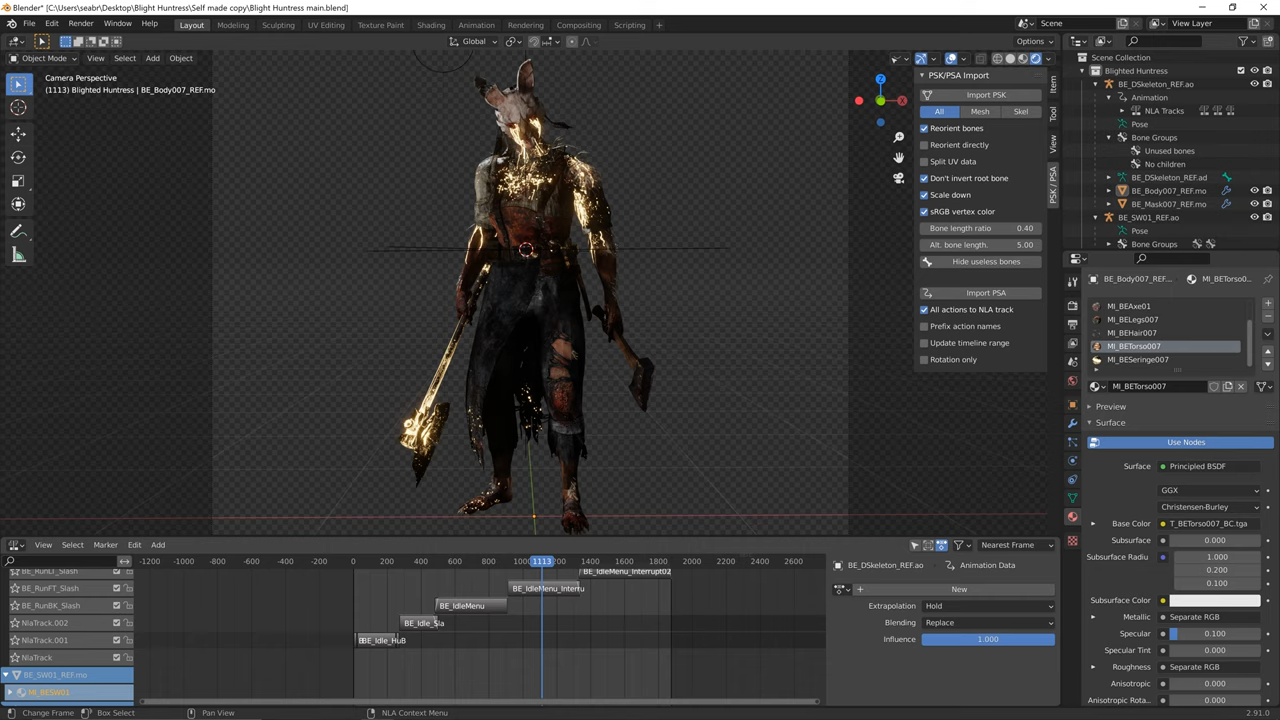 Blender* [C:\Users\seabr\Desktop\Blight Huntress\Self made copy\Blight Huntress main.blend]
File Edit Render Window Help Layout Modeling Sculpting UV Editing Texture Paint Shading Animation Rendering Compositing Scripting + Scene View Layer
Global Options
Object Mode View Select Add Object
Camera Perspective
(1113) Blighted Huntress | BE_Body007_REF.mo
Z
X
PSK/PSA Import
Import PSK
All Mesh Skel
Reorient bones
Reorient directly
Split UV data
Don't invert root bone
Scale down
sRGB vertex color
Bone length ratio 0.40
Alt. bone length. 5.00
Hide useless bones
Import PSA
All actions to NLA track
Prefix action names
Update timeline range
Rotation only
Item
Tool
View
PSK / PSA
Scene Collection
Blighted Huntress
BE_DSkeleton_REF.ao
Animation
NLA Tracks
Pose
Bone Groups
Unused bones
No children
BE_DSkeleton_REF.ad
BE_Body007_REF.mo
BE_Mask007_REF.mo
BE_SW01_REF.ao
Pose
Bone Groups
BE_Body007_REF... MI_BETorso0...
MI_BEAxe01
MI_BELegs007
MI_BEHair007
MI_BETorso007
MI_BESeringe007
MI_BETorso007
Preview
Surface
Use Nodes
Surface Principled BSDF
GGX
Christensen-Burley
Base Color T_BETorso007_BC.tga
Subsurface 0.000
Subsurface Radiu 1.000
0.200
0.100
Subsurface Color
Metallic Separate RGB
Specular 0.100
Specular Tint 0.000
Roughness Separate RGB
Anisotropic 0.000
Anisotropic Rota... 0.000
View Select Marker Edit Add Nearest Frame
-1200 -1000 -800 -600 -400 -200 0 200 400 600 800 1000 1113 1200 1400 1600 1800 2000 2200 2400 2600
BE_RunLT_Slash BE_IdleMenu_Interrupt02
BE_RunFT_Slash BE_IdleMenu_Interru
BE_RunBK_Slash BE_IdleMenu
NlaTrack.002 BE_Idle_Sla
NlaTrack.001 BE_Idle_HuB
NlaTrack
BE_SW01_REF.mo
MI_BESW01
BE_DSkeleton_REF.ao Animation Data
New
Extrapolation Hold
Blending Replace
Influence 1.000
Change Frame Box Select Pan View NLA Context Menu 2.91.0